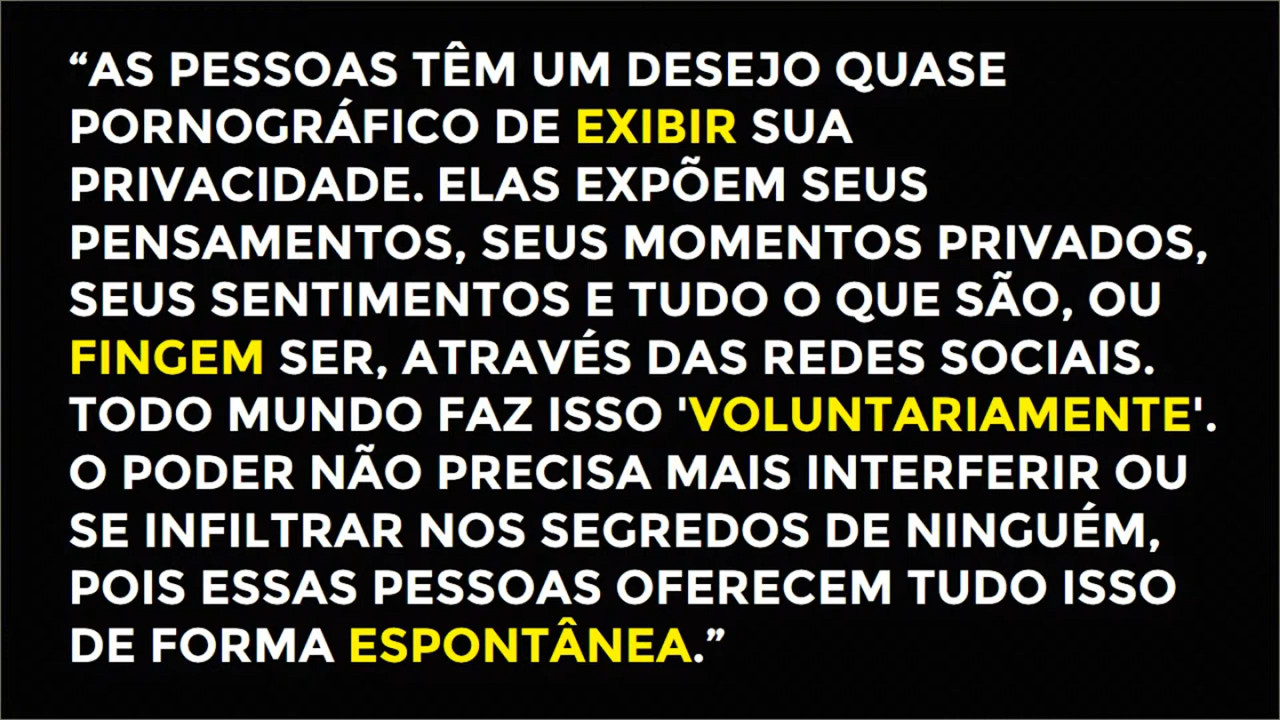 “AS PESSOAS TÊM UM DESEJO QUASE
PORNOGRÁFICO DE EXIBIR SUA
PRIVACIDADE. ELAS EXPÕEM SEUS
PENSAMENTOS, SEUS MOMENTOS PRIVADOS,
SEUS SENTIMENTOS E TUDO O QUE SÃO, OU
FINGEM SER, ATRAVÉS DAS REDES SOCIAIS.
TODO MUNDO FAZ ISSO 'VOLUNTARIAMENTE'.
O PODER NÃO PRECISA MAIS INTERFERIR OU
SE INFILTRAR NOS SEGREDOS DE NINGUÉM,
POIS ESSAS PESSOAS OFERECEM TUDO ISSO
DE FORMA ESPONTÂNEA.”